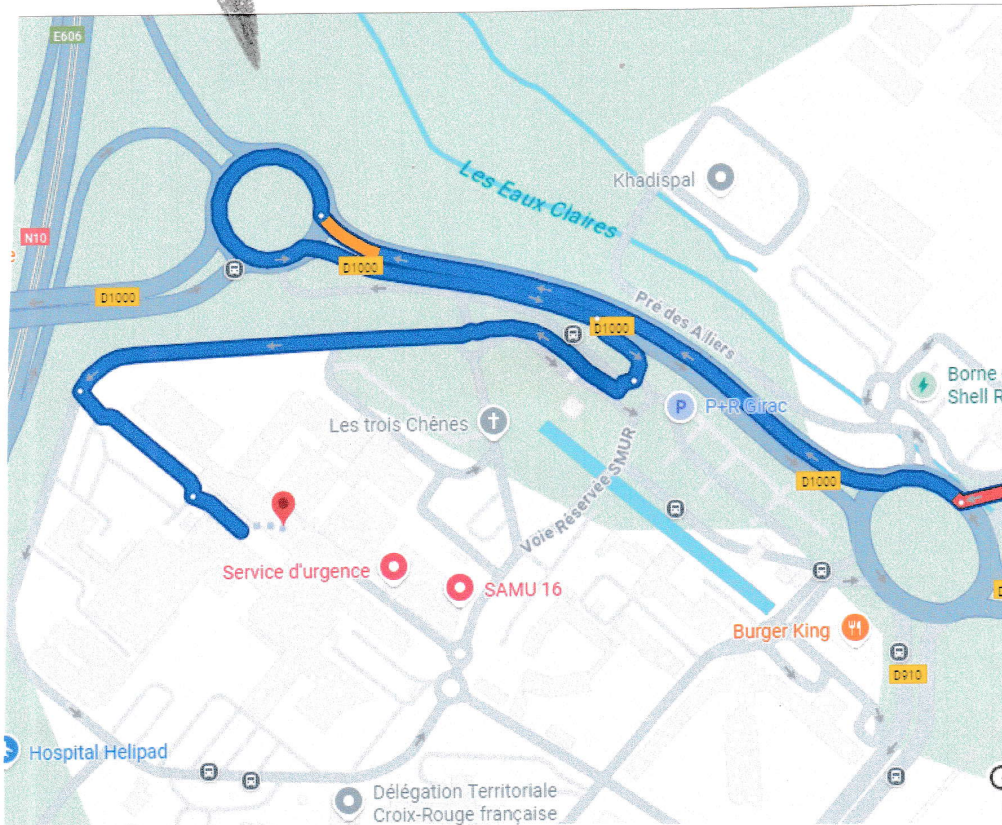 E606
Les Eaux Claires
Khadispal
N10
e
D1000
D1000
D1000
Pré des Alliers
Borne
Shell R
P
P+R Girac
Les trois Chênes
D1000
Voie Réservée SMUR
Service d'urgence
SAMU 16
Burger King
D910
Hospital Helipad
Délégation Territoriale
Croix-Rouge française